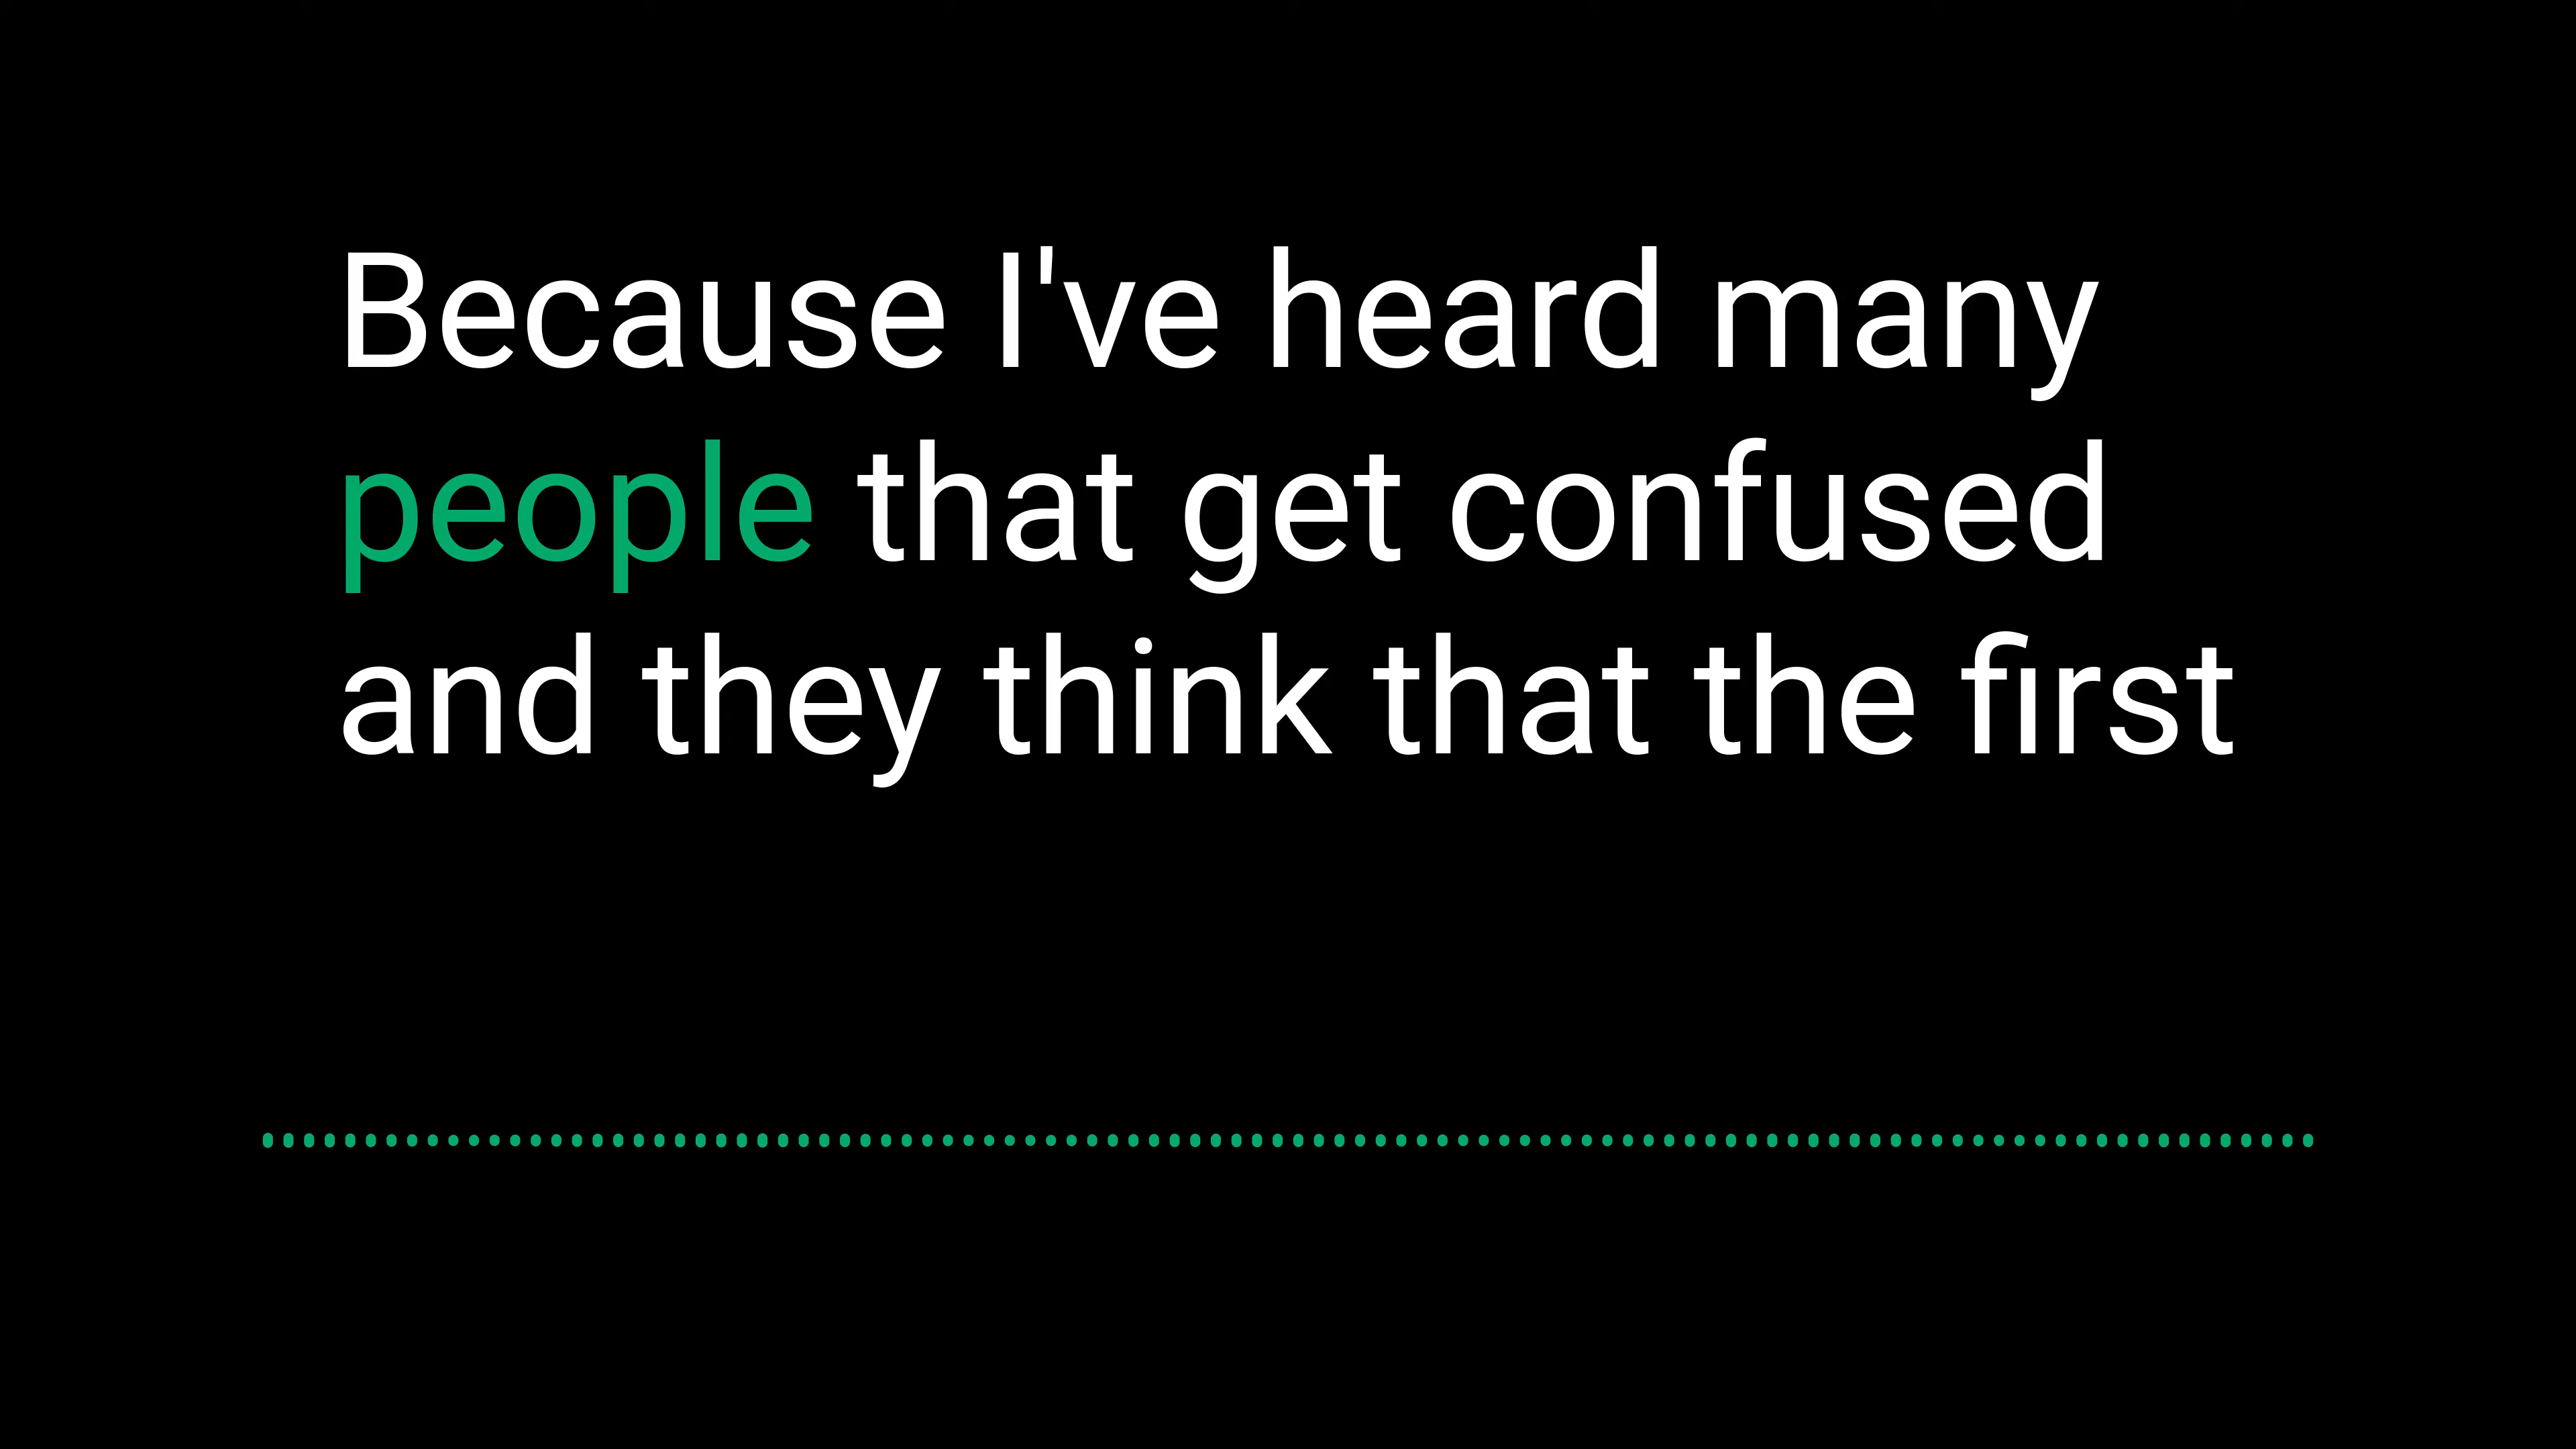 Because I've heard many
people that get confused
and they think that the first